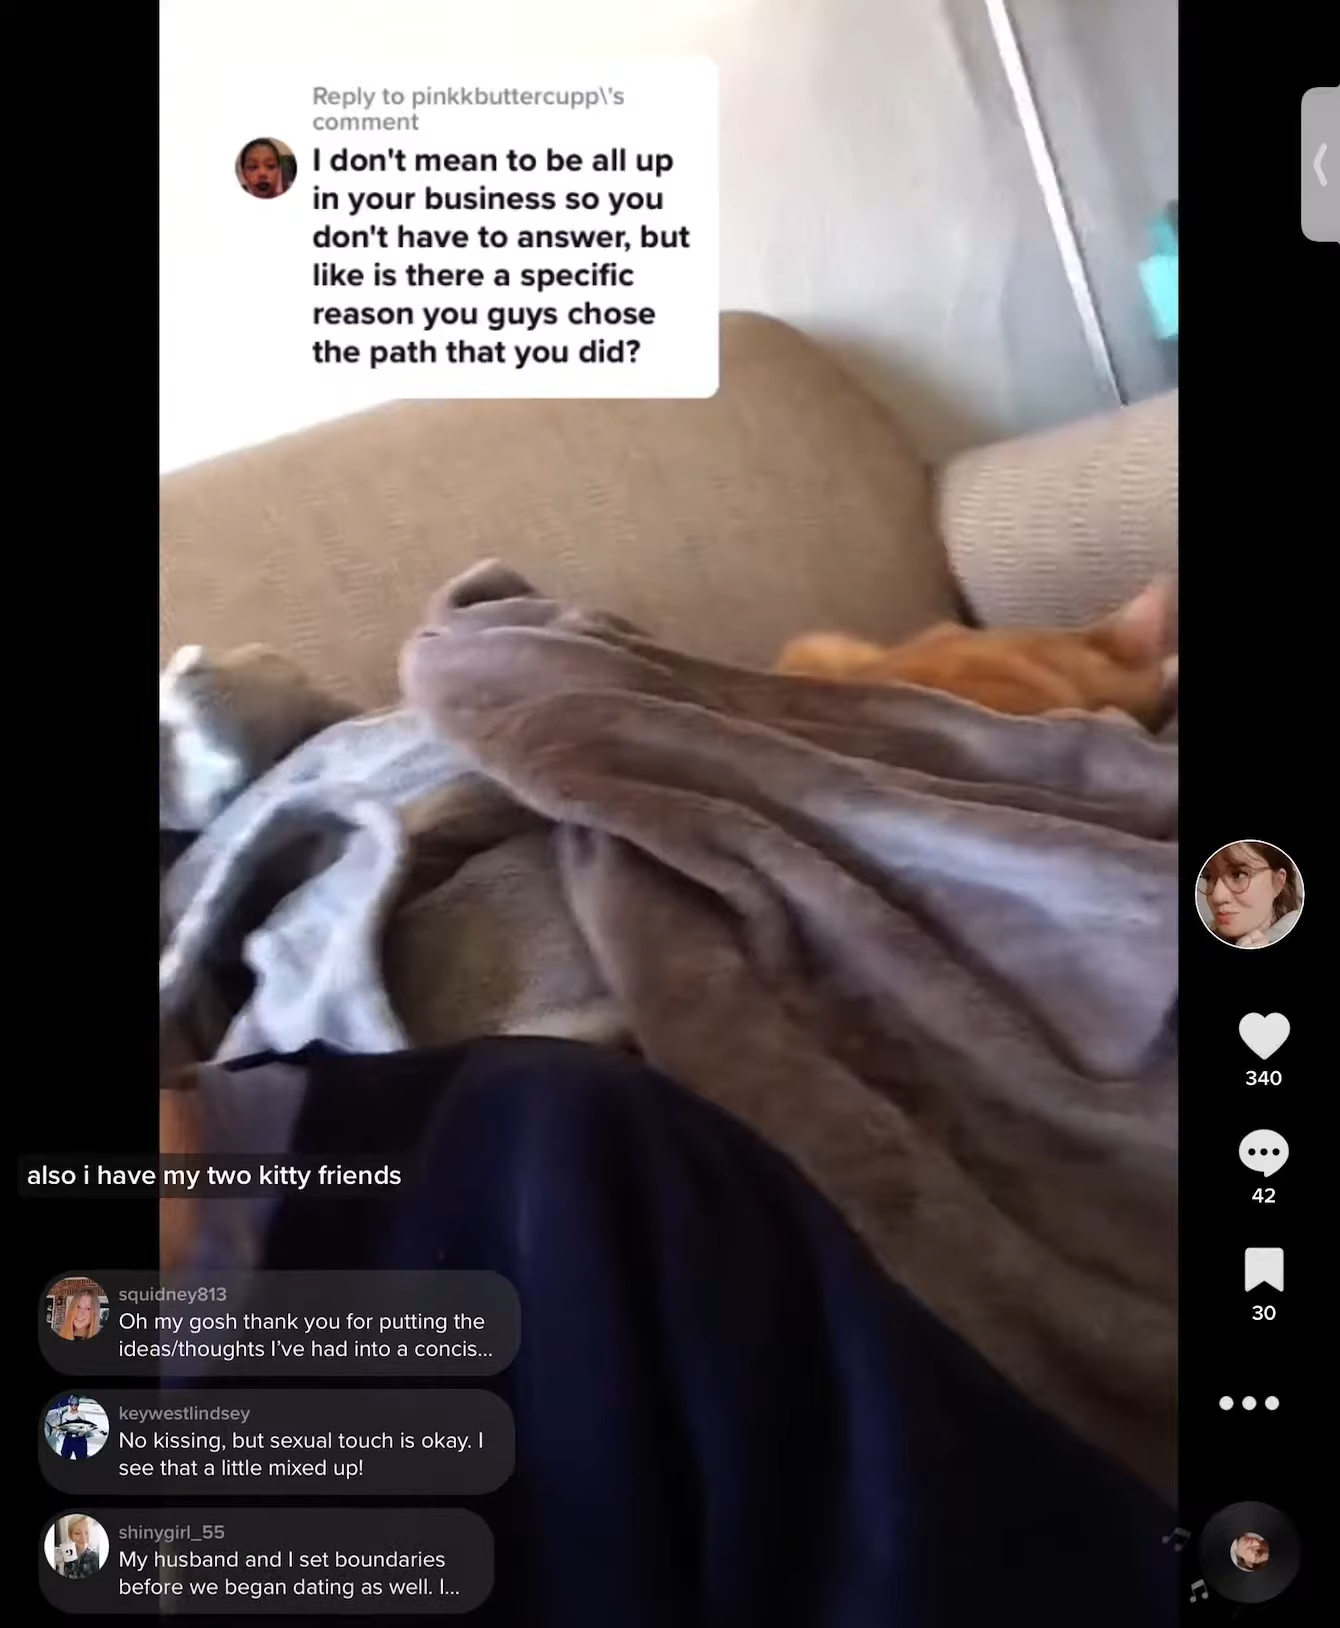 Reply to pinkkbuttercupp\'s
comment
I don't mean to be all up
in your business so you
don't have to answer, but
like is there a specific
reason you guys chose
the path that you did?
340
42
30
also i have my two kitty friends
squidney813
Oh my gosh thank you for putting the
ideas/thoughts I've had into a concis...
keywestlindsey
No kissing, but sexual touch is okay. I
see that a little mixed up!
shinygirl_55
My husband and I set boundaries
before we began dating as well. I...